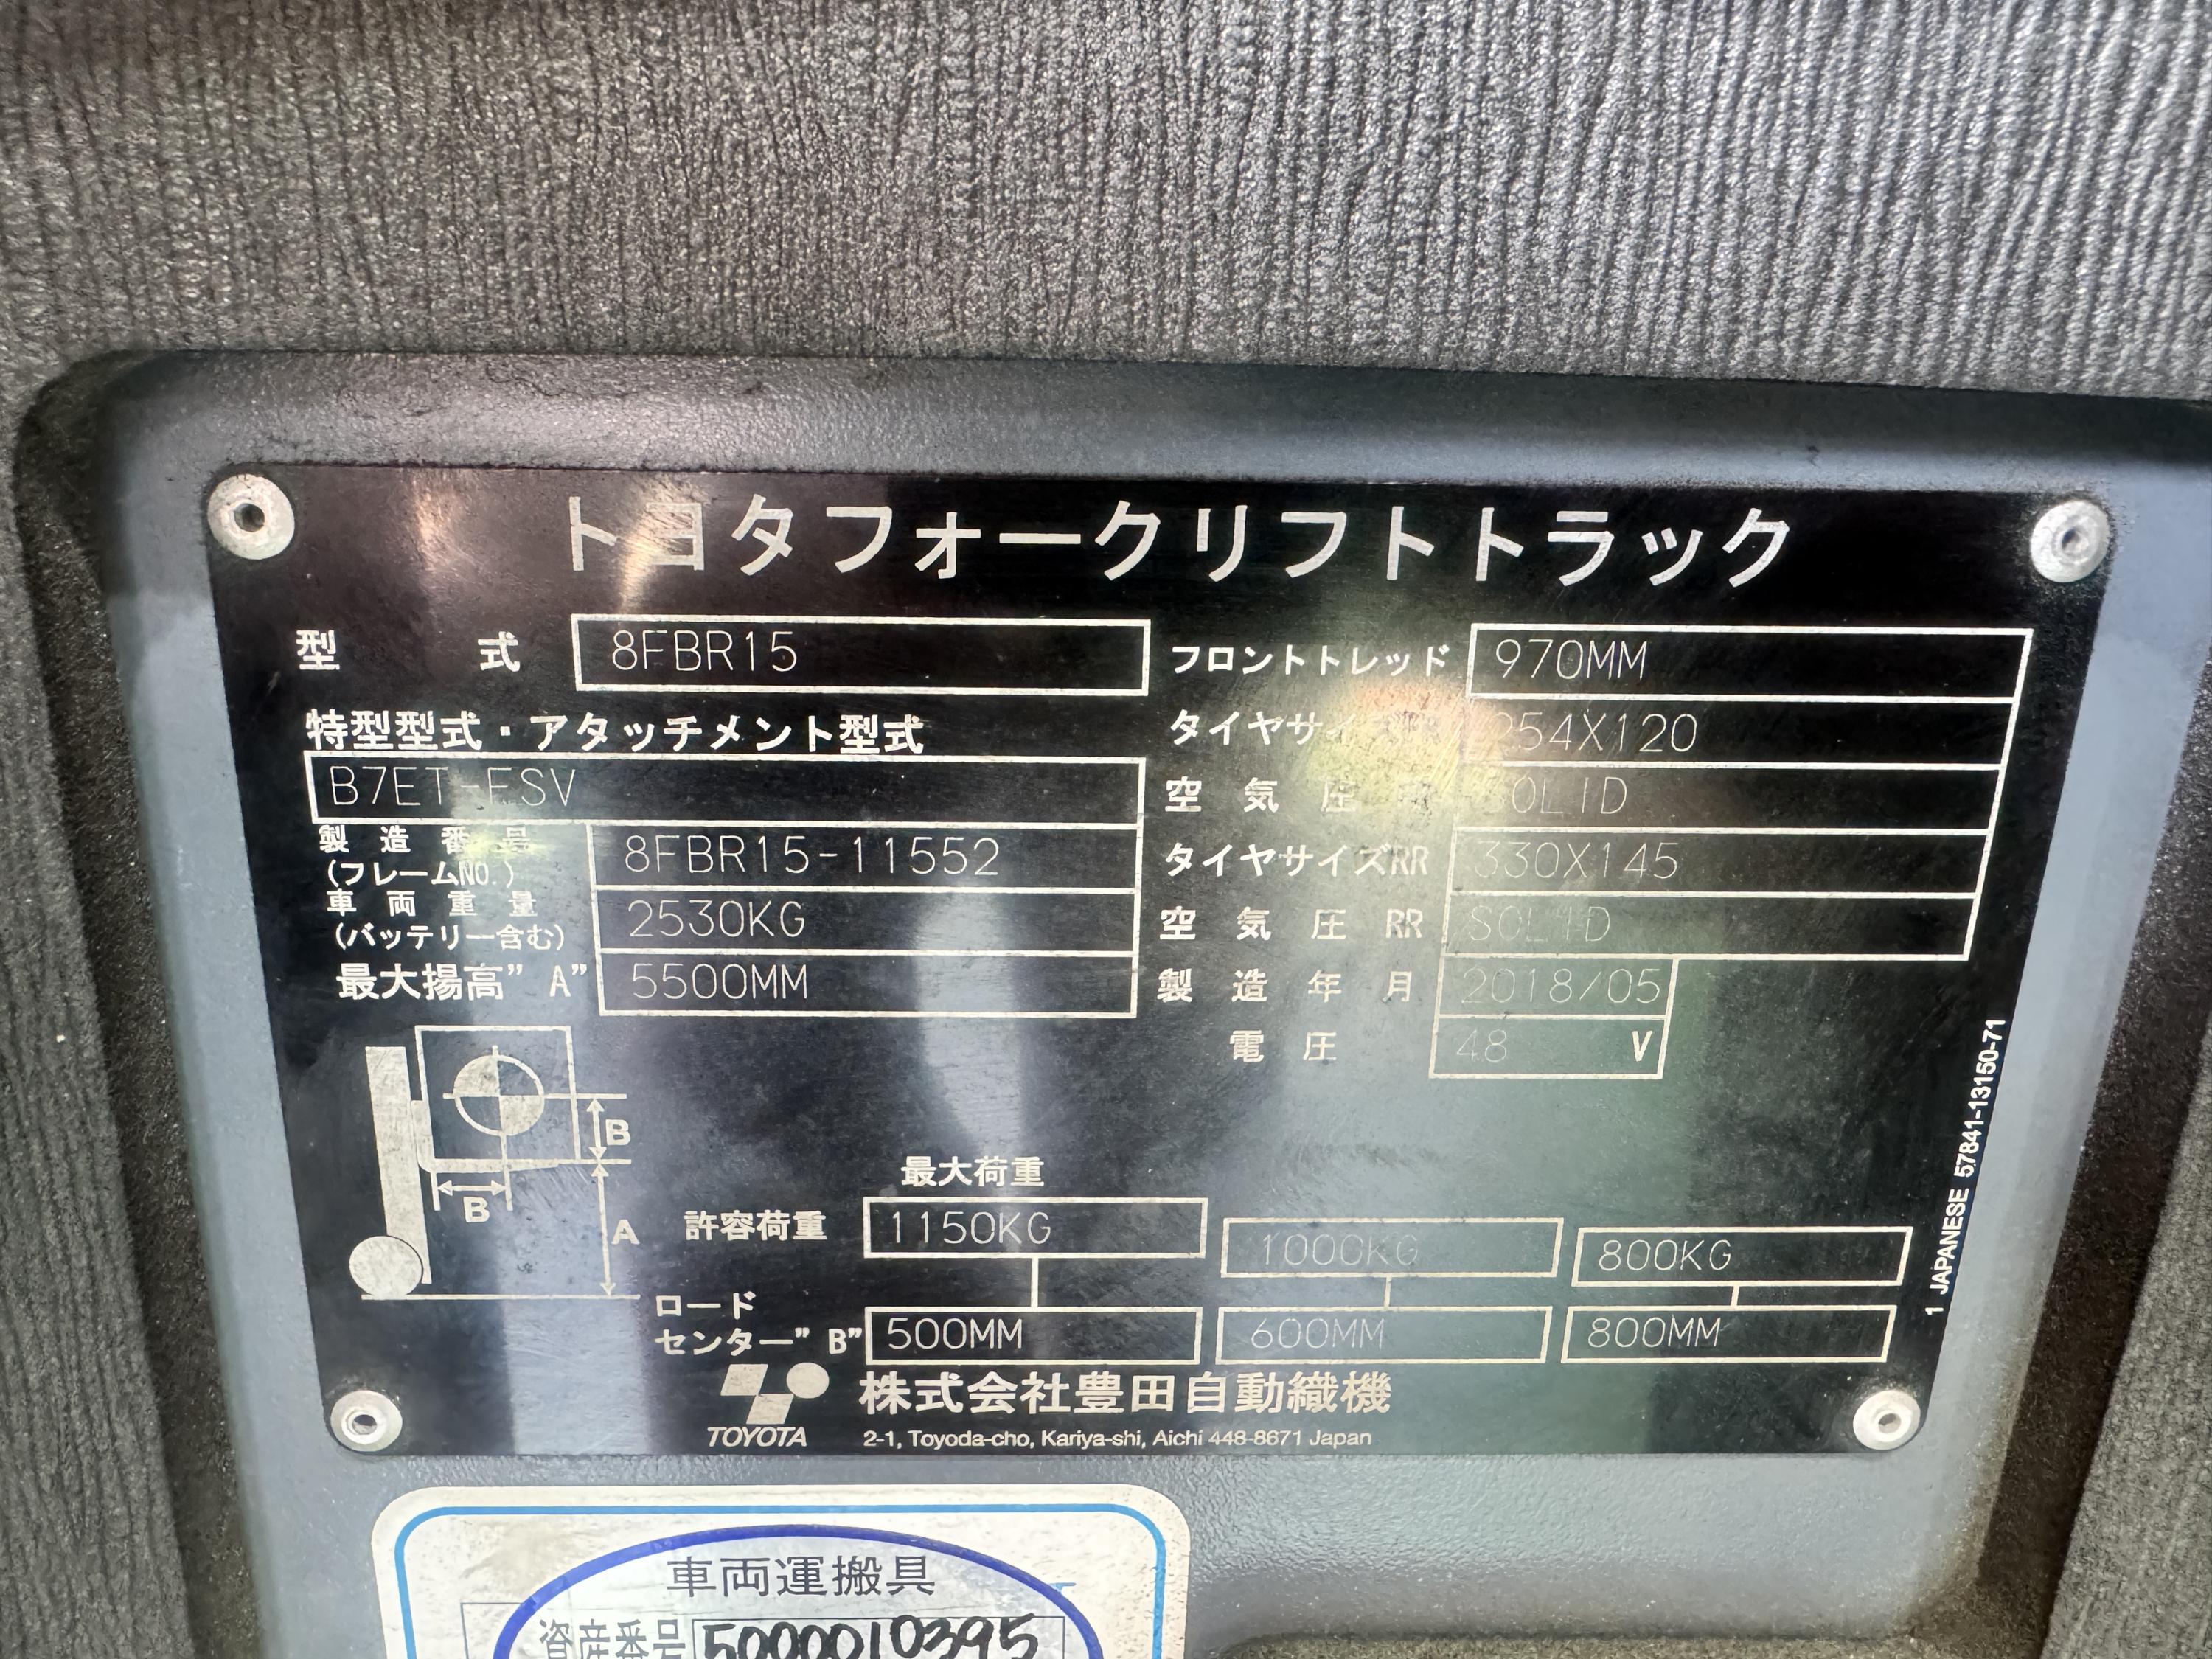 トヨタフォークリフトトラック
型 式 8FBR15
特型型式・アタッチメント型式
B7ET-FSV
製造番号 8FBR15-11552
(フレームNO.)
車両重量 2530KG
(バッテリー含む)
最大揚高"A" 5500MM
フロントトレッド 970MM
タイヤサイズFR 254X120
空気圧FR SOLID
タイヤサイズRR 330X145
空気圧RR SOLID
製造年月 2018/05
電圧 48 V
B
B
A
最大荷重
許容荷重 1150KG 1000KG 800KG
ロード
センター"B" 500MM 600MM 800MM
TOYOTA
株式会社豊田自動織機
2-1, Toyoda-cho, Kariya-shi, Aichi 448-8671 Japan
1 JAPANESE 57841-13150-71
車両運搬具
資産番号 5000010395